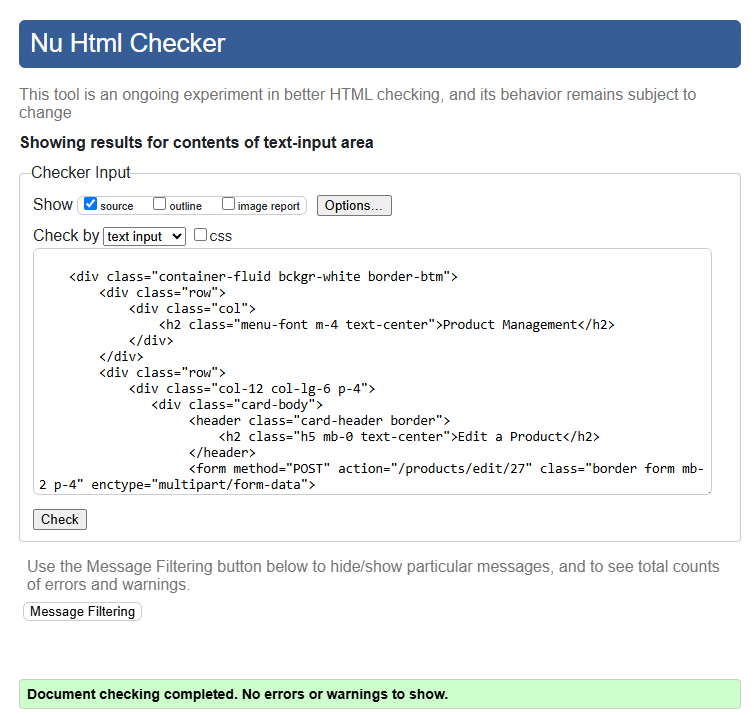 Nu Html Checker
This tool is an ongoing experiment in better HTML checking, and its behavior remains subject to
change
Showing results for contents of text-input area
Checker Input
Show source outline image report Options...
Check by text input css
<div class="container-fluid bckgr-white border-btm">
<div class="row">
<div class="col">
<h2 class="menu-font m-4 text-center">Product Management</h2>
</div>
</div>
<div class="row">
<div class="col-12 col-lg-6 p-4">
<div class="card-body">
<header class="card-header border">
<h2 class="h5 mb-0 text-center">Edit a Product</h2>
</header>
<form method="POST" action="/products/edit/27" class="border form mb-
2 p-4" enctype="multipart/form-data">
Check
Use the Message Filtering button below to hide/show particular messages, and to see total counts
of errors and warnings.
Message Filtering
Document checking completed. No errors or warnings to show.